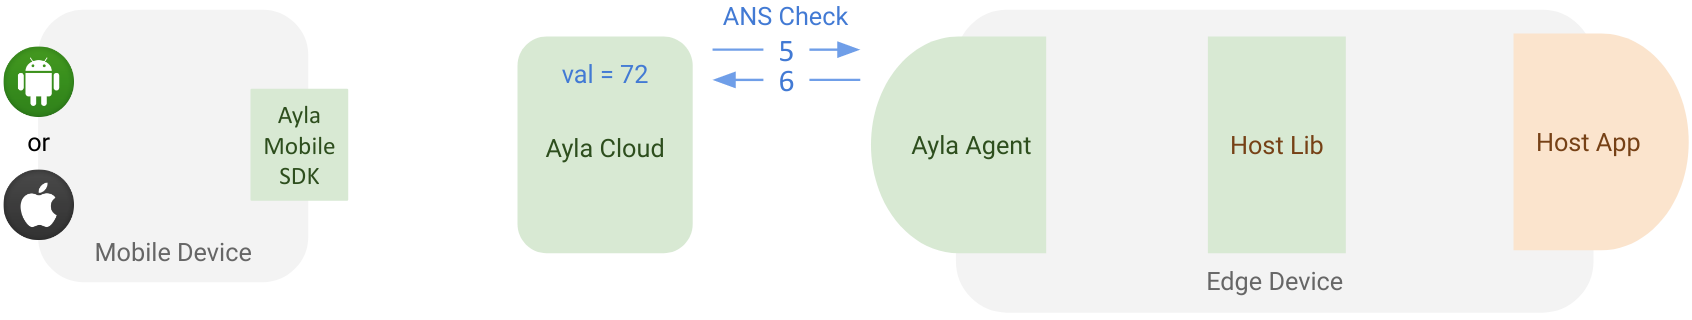 or
Ayla
Mobile
SDK
Mobile Device
val = 72
Ayla Cloud
ANS Check
5
6
Ayla Agent
Host Lib
Host App
Edge Device